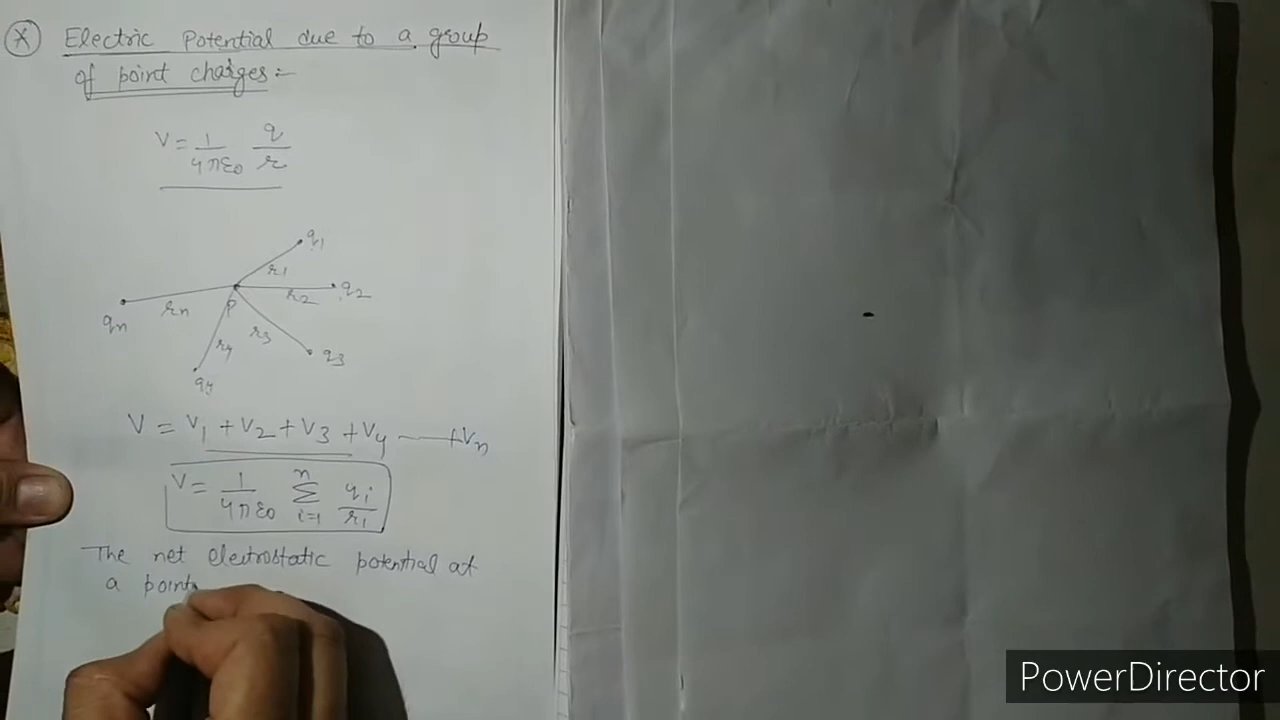 * Electric Potential due to a group
of point charges:-
V = 1/4πε0 q/r
q1
r1
r2 q2
P
rn
qn
r3
r4
q3
q4
V = V1 + V2 + V3 + V4 ——+Vn
V = 1/4πε0 n Σ i=1 qi/ri
The net electrostatic potential at
a point
PowerDirector